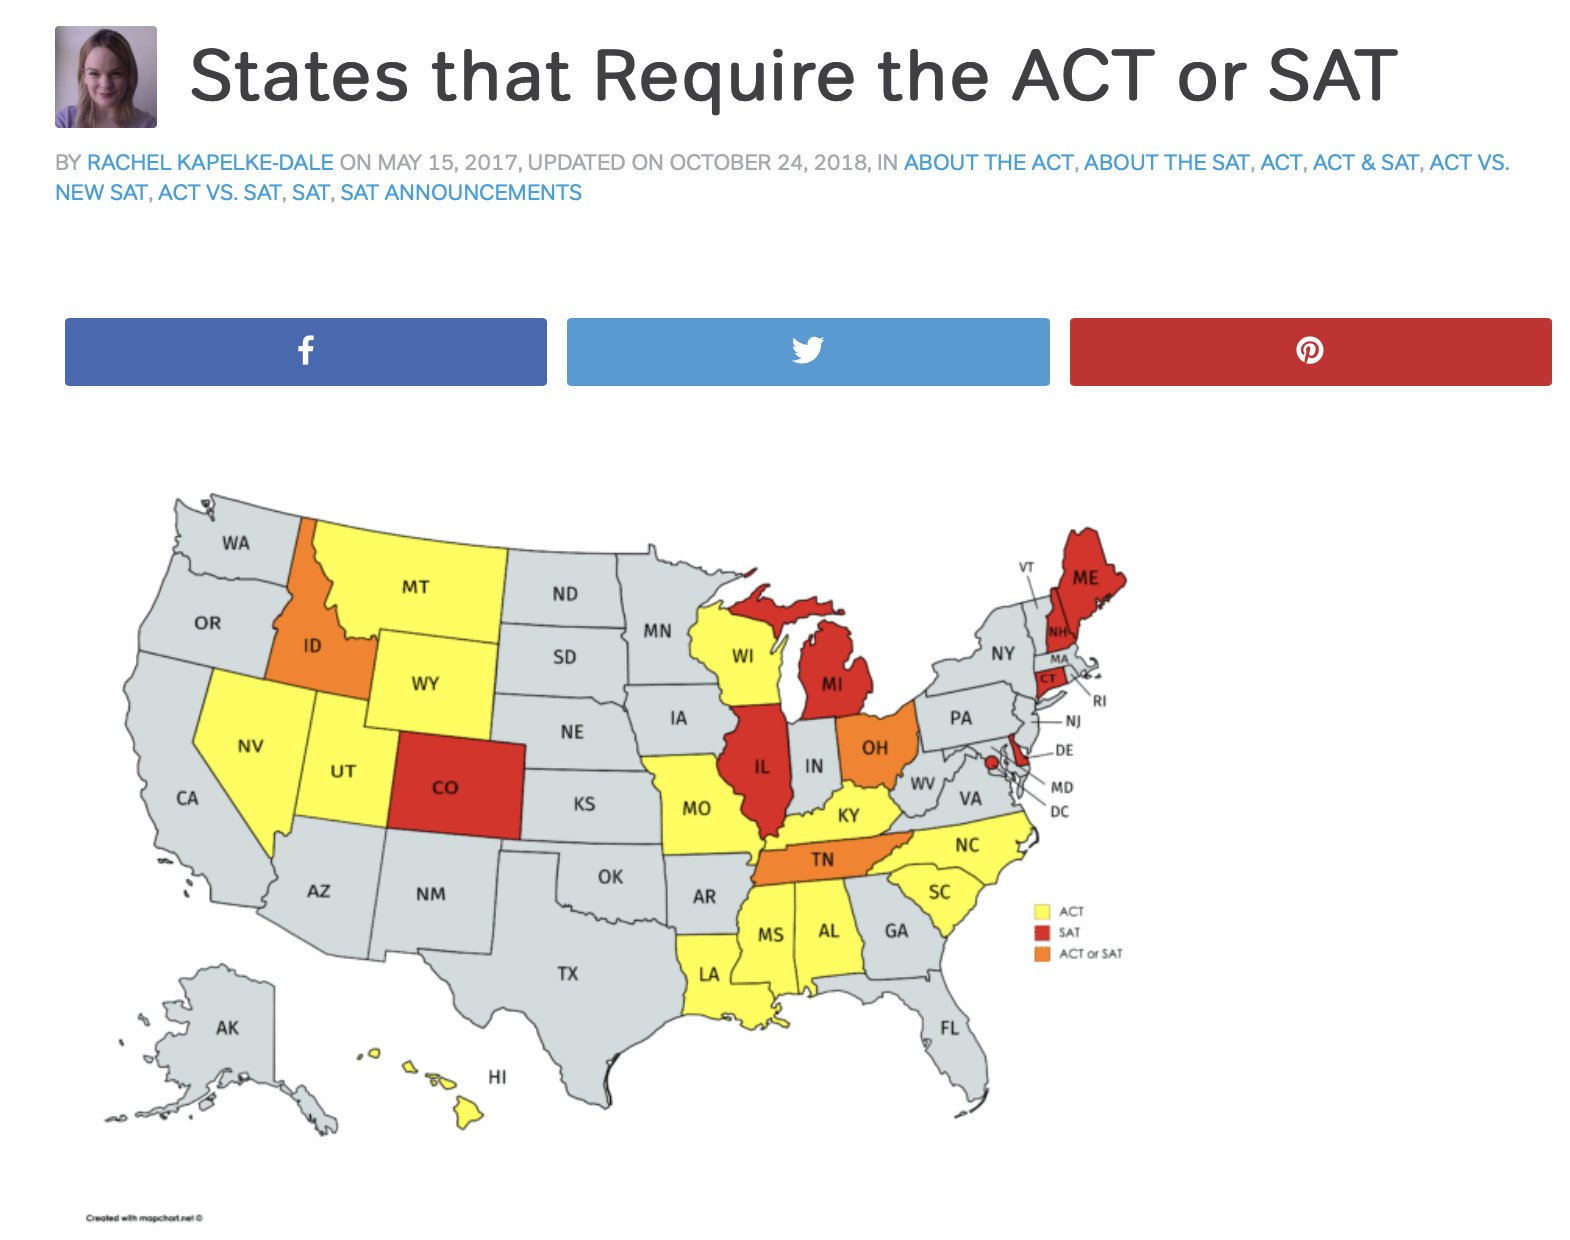 States that Require the ACT or SAT
BY RACHEL KAPELKE-DALE ON MAY 15, 2017, UPDATED ON OCTOBER 24, 2018, IN ABOUT THE ACT, ABOUT THE SAT, ACT, ACT & SAT, ACT VS.
NEW SAT, ACT VS. SAT, SAT, SAT ANNOUNCEMENTS
WA
MT
ND
MN
VT
ME
OR
ID
SD
WI
NH
NY
MA
WY
MI
CT
RI
IA
PA
NJ
NE
NV
OH
DE
UT
IL
IN
CO
WV
MD
CA
KS
MO
VA
DC
KY
NC
TN
OK
AZ
NM
AR
SC
ACT
MS
AL
GA
SAT
ACT or SAT
TX
LA
AK
FL
HI
Created with mapchart.net ©